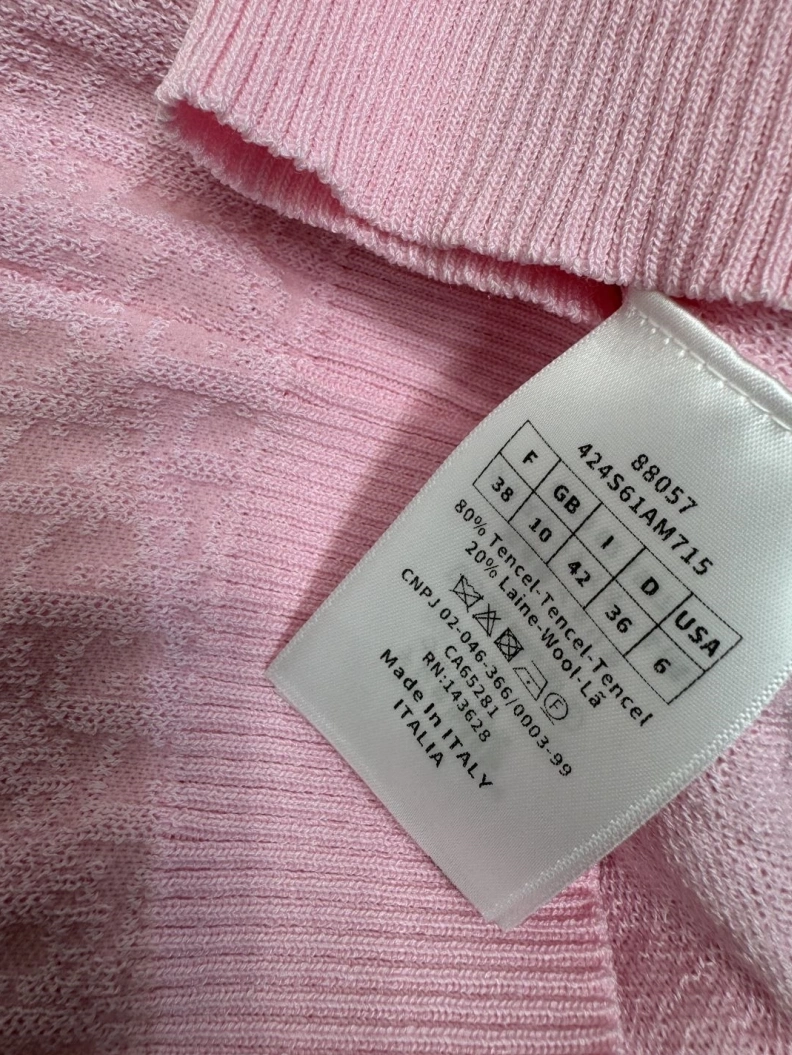 88057
424S61AM715
F GB I D USA
38 10 42 36 6
80% Tencel-Tencel-Tencel
20% Laine-Wool-Lã
F
CNPJ 02-046-366/0003-99
CA65281
RN:143628
Made In ITALY
ITALIA